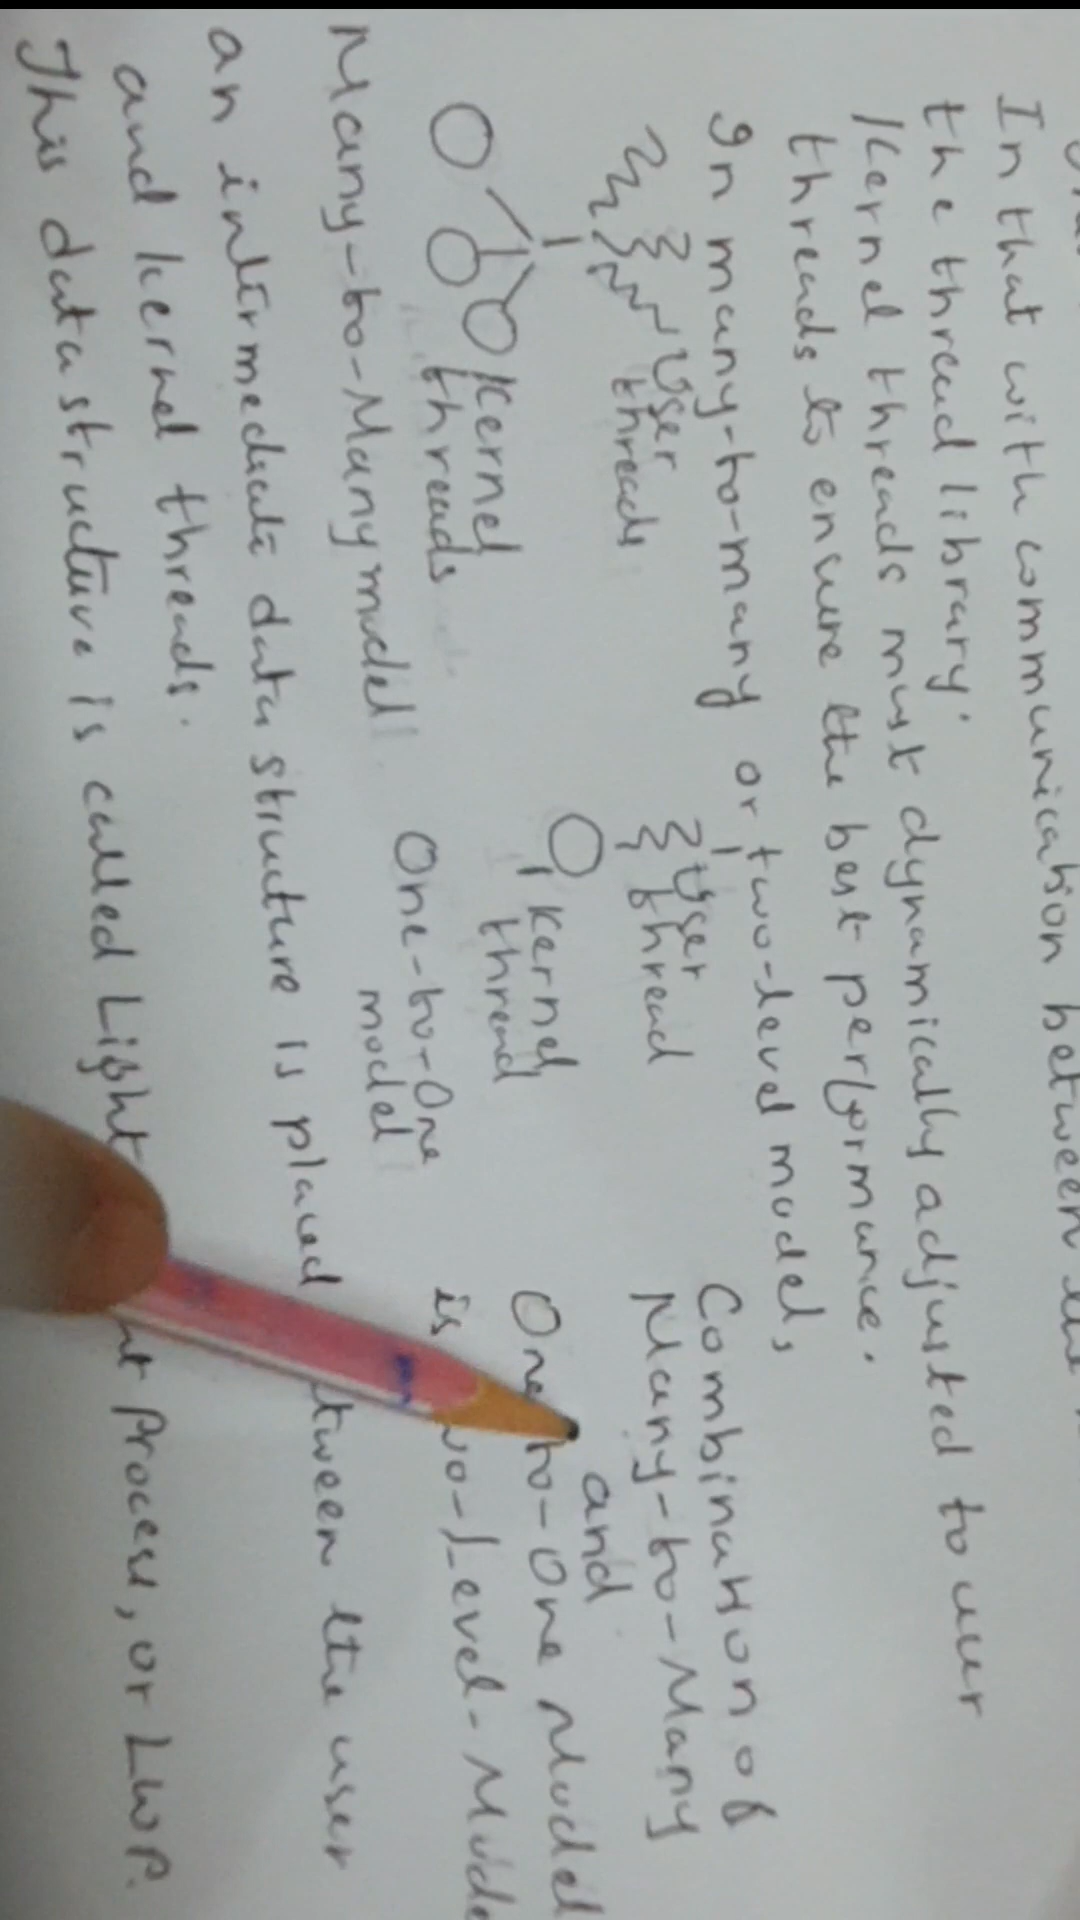 In that with communication between the
the thread library.
Kernel threads must dynamically adjusted to user
threads to ensure the best performance.
In many-to-many or two-level model,
User
threads
Kernel
threads
Many-to-Many model
User
thread
Kernel
thread
One-to-One
model
Combination of
Many-to-Many
and
One-to-One Model
is Level-Mode
an intermediate data structure is placed the user
and kernel threads.
This data structure is called Light Process, or LWP.